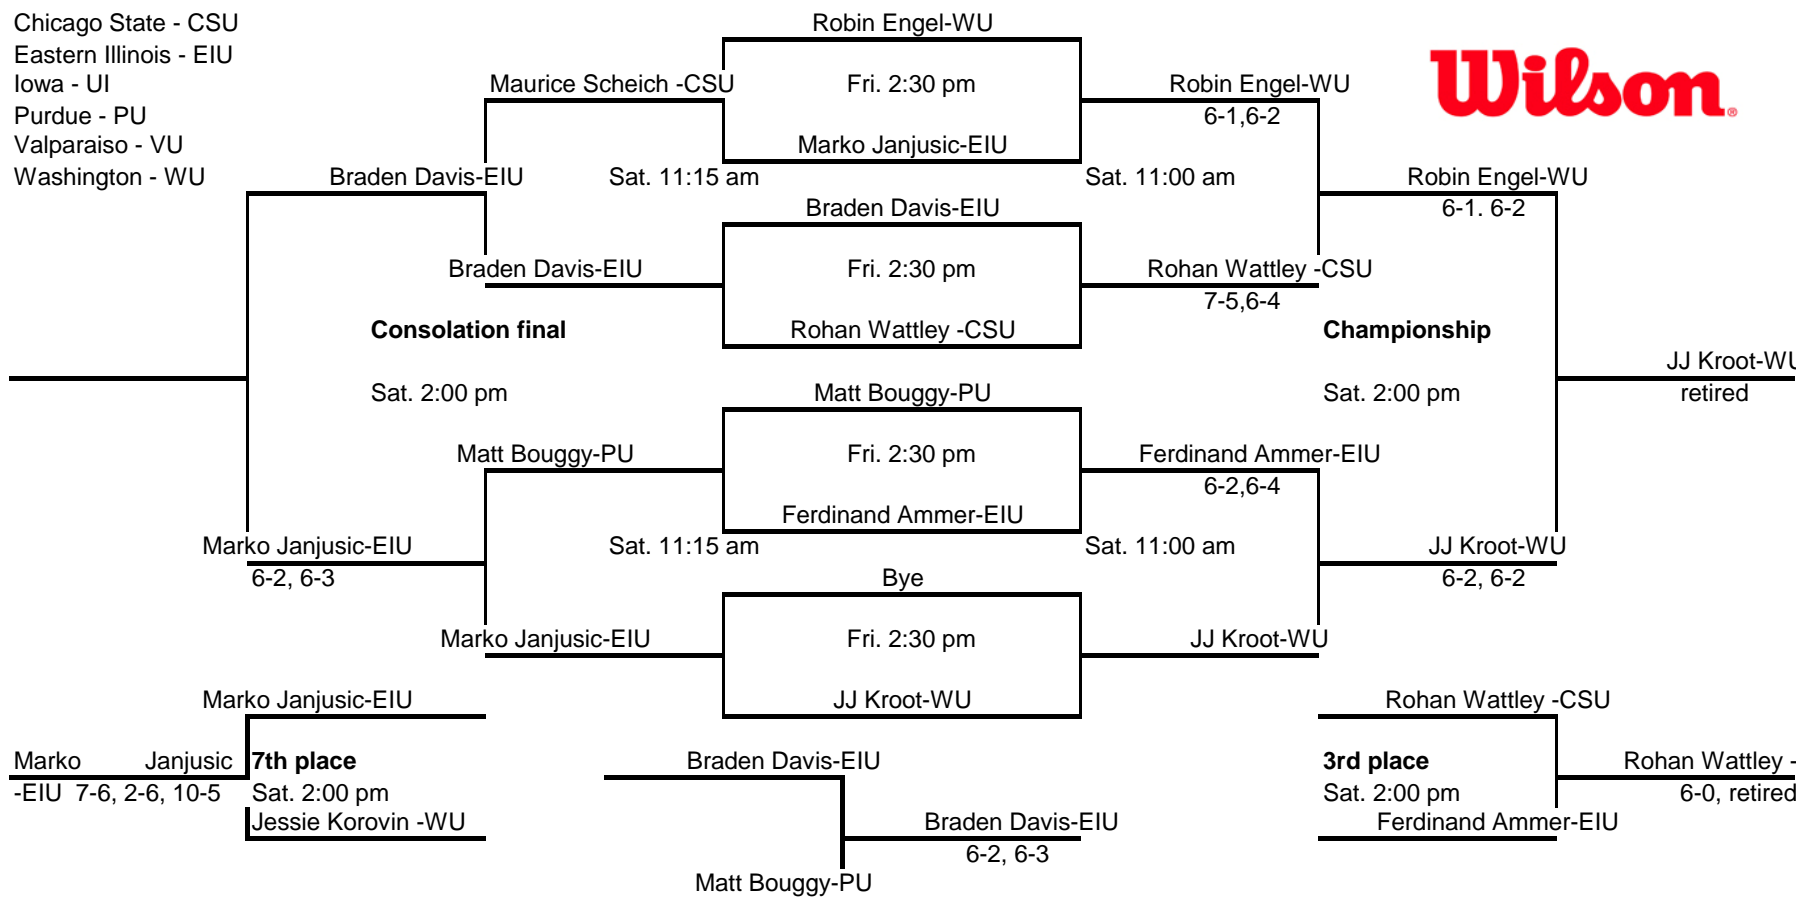 Chicago State - CSU
Robin Engel-WU
Eastern Illinois - EIU
Wilson
Iowa - UI
Maurice Scheich -CSU
Fri. 2:30 pm
Robin Engel-WU
Purdue - PU
6-1,6-2
Valparaiso - VU
Marko Janjusic-EIU
Washington - WU
Braden Davis-EIU
Sat. 11:15 am
Sat. 11:00 am
Robin Engel-WU
Braden Davis-EIU
6-1. 6-2
Braden Davis-EIU
Fri. 2:30 pm
Rohan Wattley -CSU
7-5,6-4
Consolation final
Rohan Wattley -CSU
Championship
JJ Kroot-WU
Sat. 2:00 pm
Matt Bouggy-PU
Sat. 2:00 pm
retired
Matt Bouggy-PU
Fri. 2:30 pm
Ferdinand Ammer-EIU
6-2,6-4
Ferdinand Ammer-EIU
Marko Janjusic-EIU
Sat. 11:15 am
Sat. 11:00 am
JJ Kroot-WU
6-2, 6-3
Bye
6-2, 6-2
Marko Janjusic-EIU
Fri. 2:30 pm
JJ Kroot-WU
Marko Janjusic-EIU
JJ Kroot-WU
Rohan Wattley -CSU
Marko Janjusic
7th place
Braden Davis-EIU
3rd place
Rohan Wattley -
-EIU 7-6, 2-6, 10-5
Sat. 2:00 pm
Sat. 2:00 pm
6-0, retired
Jessie Korovin -WU
Braden Davis-EIU
Ferdinand Ammer-EIU
6-2, 6-3
Matt Bouggy-PU